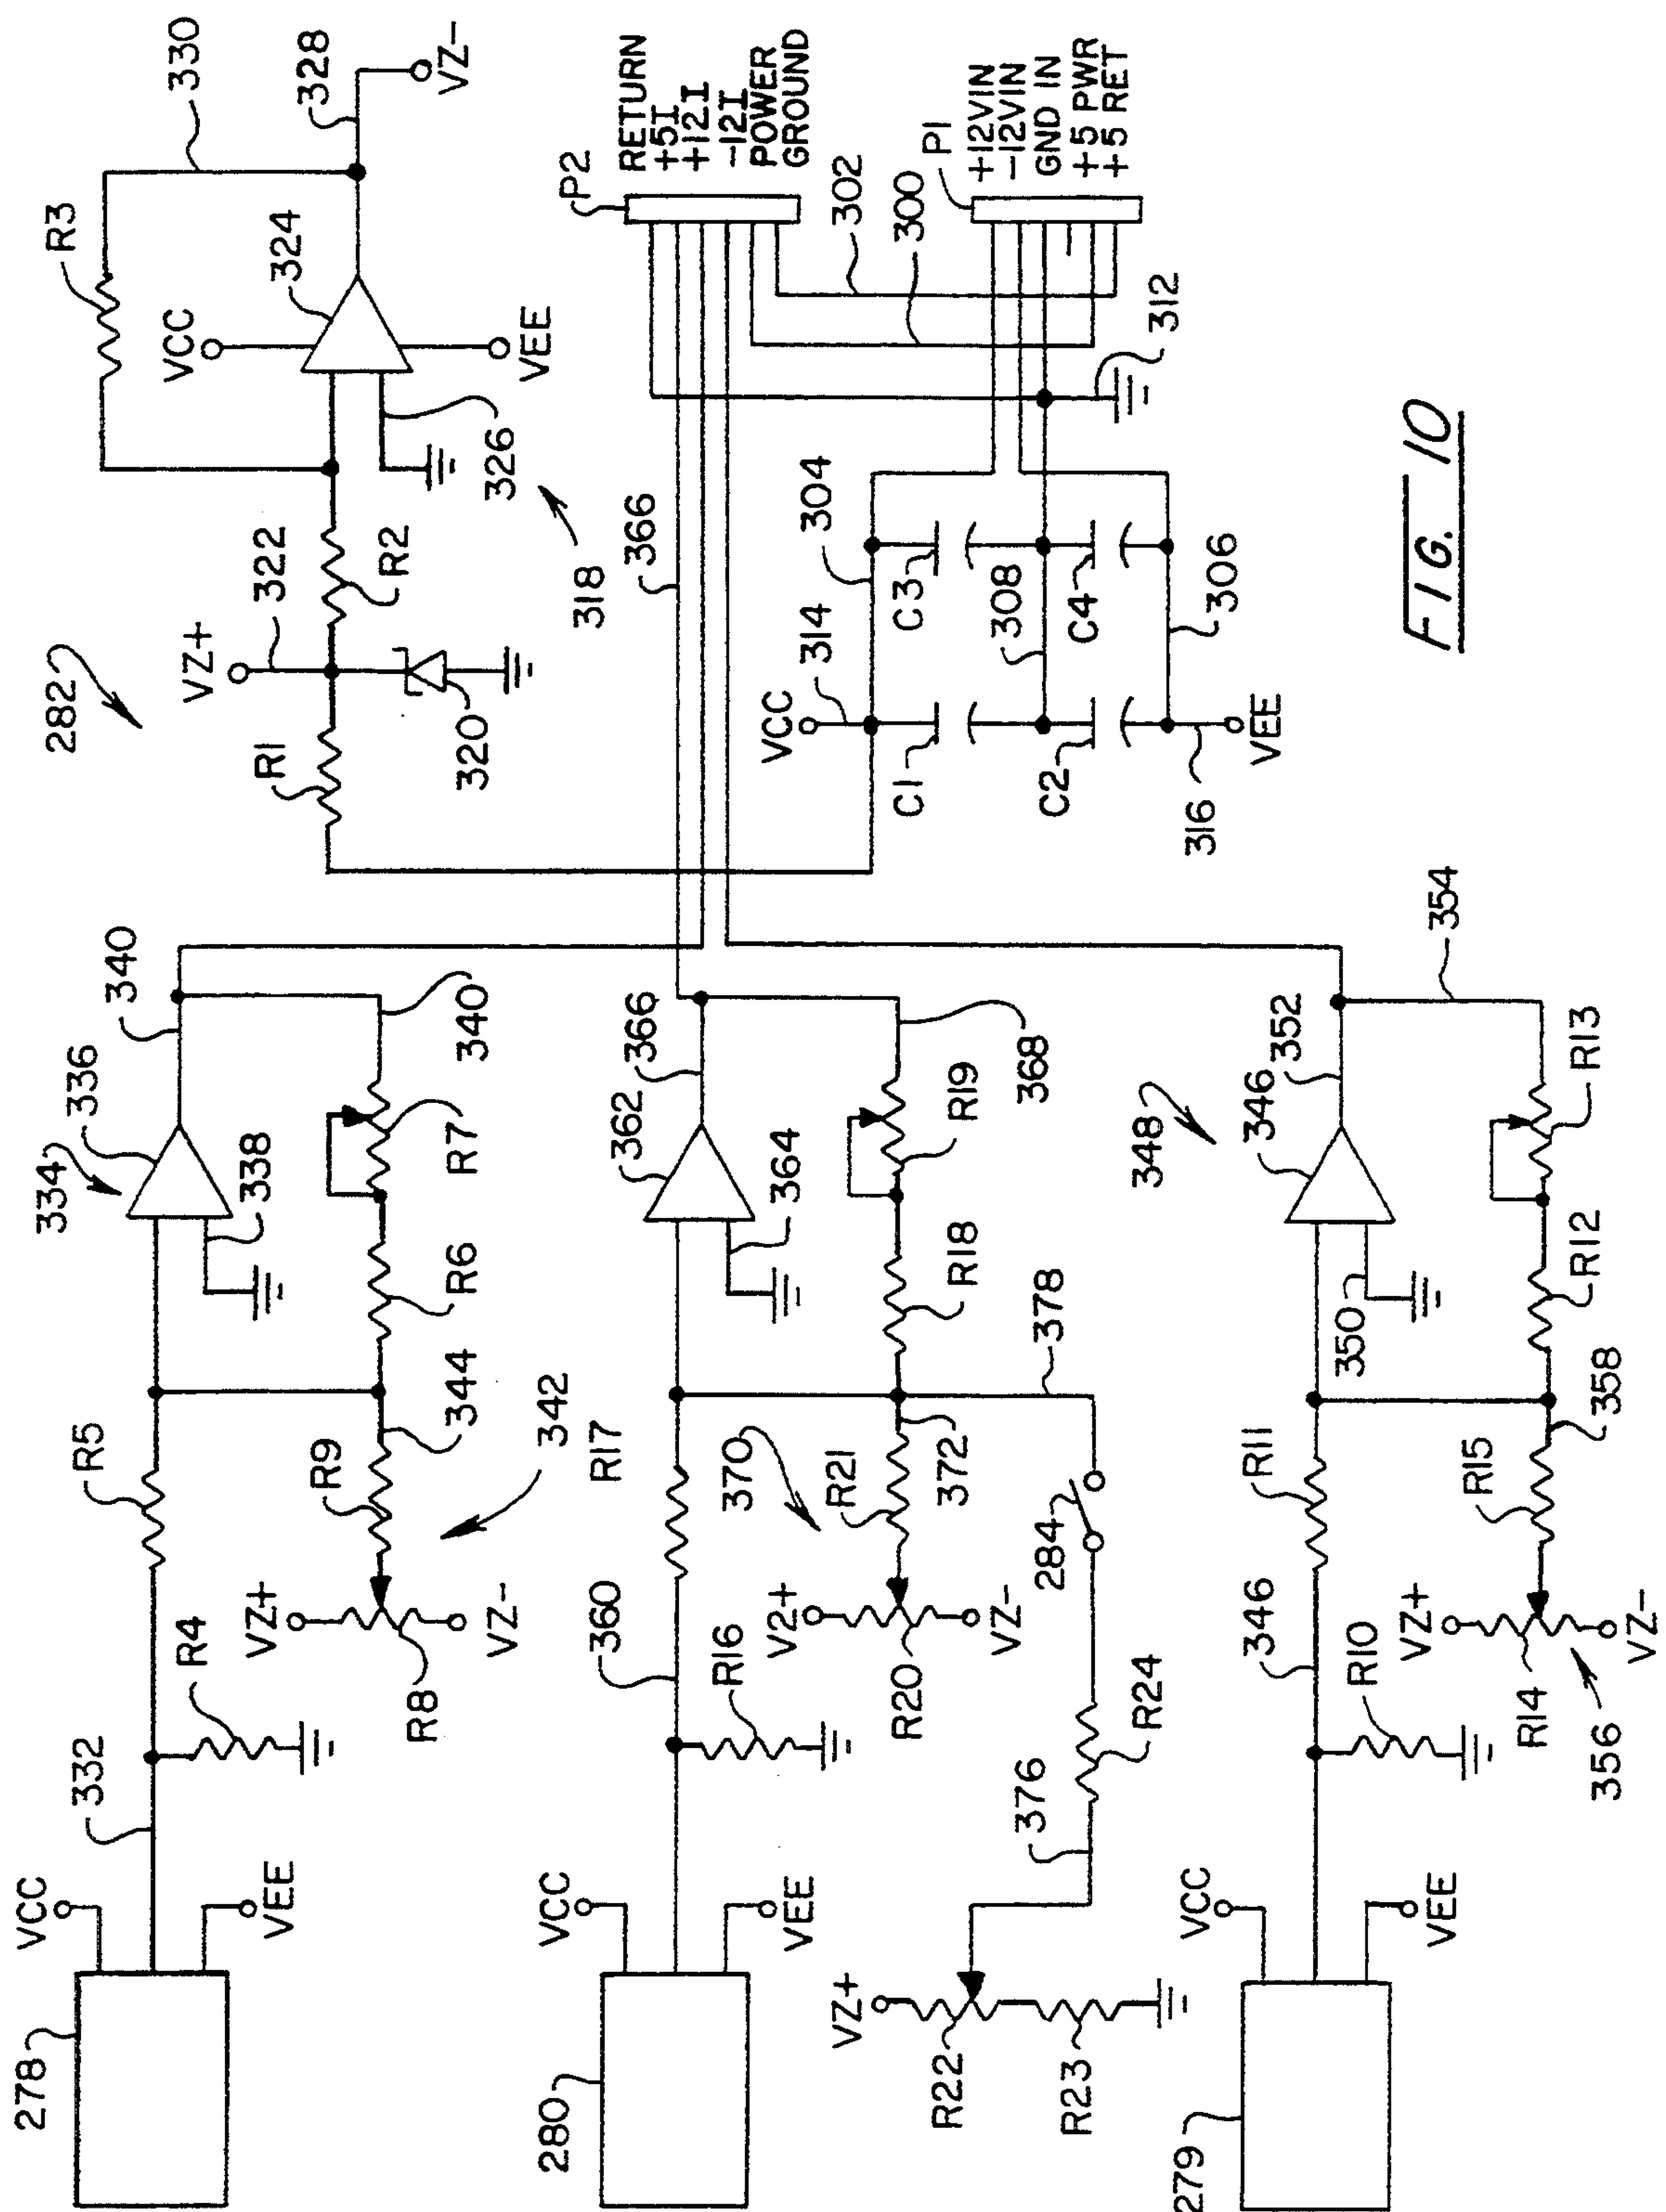 282
VZ+
322
R1
R2
320
R3
VCC
324
VEE
326
318
330
328
VZ-
278
VCC
VEE
332
R4
R5
334
336
338
340
340
R7
R6
344
R9
342
VZ+
VZ-
R8
366
P2
RETURN
+5I
+12I
-12I
POWER
GROUND
302
300
P1
+12VIN
-12VIN
GND IN
+5 PWR
+5 RET
312
304
314
VCC
C1
C3
308
C2
C4
306
316
VEE
280
VCC
VEE
360
R16
R17
362
364
366
368
R19
R18
378
370
R21
372
V2+
VZ-
R20
284
R24
376
VZ+
R22
R23
279
VCC
VEE
346
R10
R11
348
346
350
352
354
R13
R12
358
R15
VZ+
VZ-
R14
356
FIG. 10